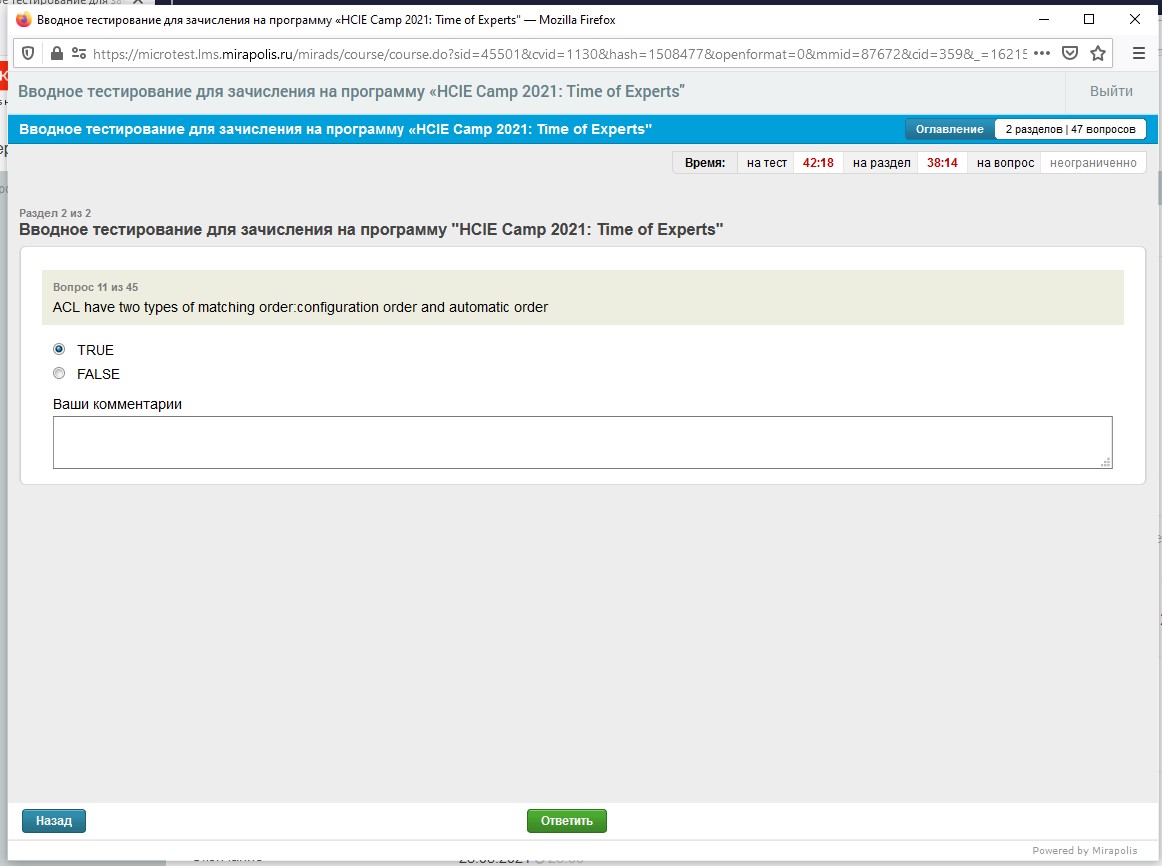 Вводное тестирование для зачисления на программу «HCIE Camp 2021: Time of Experts" — Mozilla Firefox
https://microtest.lms.mirapolis.ru/mirads/course/course.do?sid=45501&cvid=1130&hash=1508477&openformat=0&mmid=87672&cid=359&_=16215
Вводное тестирование для зачисления на программу «HCIE Camp 2021: Time of Experts"
Выйти
Вводное тестирование для зачисления на программу «HCIE Camp 2021: Time of Experts"
Оглавление 2 разделов | 47 вопросов
Время: на тест 42:18 на раздел 38:14 на вопрос неограниченно
Раздел 2 из 2
Вводное тестирование для зачисления на программу "HCIE Camp 2021: Time of Experts"
Вопрос 11 из 45
ACL have two types of matching order:configuration order and automatic order
TRUE
FALSE
Ваши комментарии
Назад
Ответить
Powered by Mirapolis